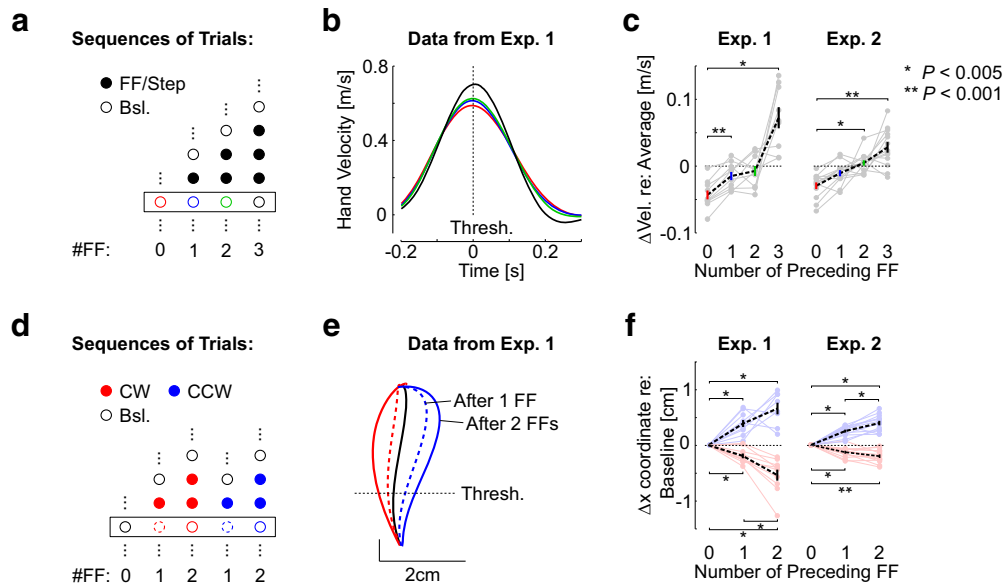 a
Sequences of Trials:
FF/Step
Bsl.
#FF: 0 1 2 3
b
Data from Exp. 1
Hand Velocity [m/s]
0.8
0.4
0
Thresh.
-0.2 0 0.2
Time [s]
c
Exp. 1 Exp. 2
* P < 0.005
** P < 0.001
ΔVel. re: Average [m/s]
0.1
0
-0.1
* ** ** *
0 1 2 3 0 1 2 3
Number of Preceding FF
d
Sequences of Trials:
CW CCW
Bsl.
#FF: 0 1 2 1 2
e
Data from Exp. 1
After 1 FF
After 2 FFs
Thresh.
2cm
f
Exp. 1 Exp. 2
Δx coordinate re:
Baseline [cm]
1
0
-1
* * * * *
* * * * **
0 1 2 0 1 2
Number of Preceding FF